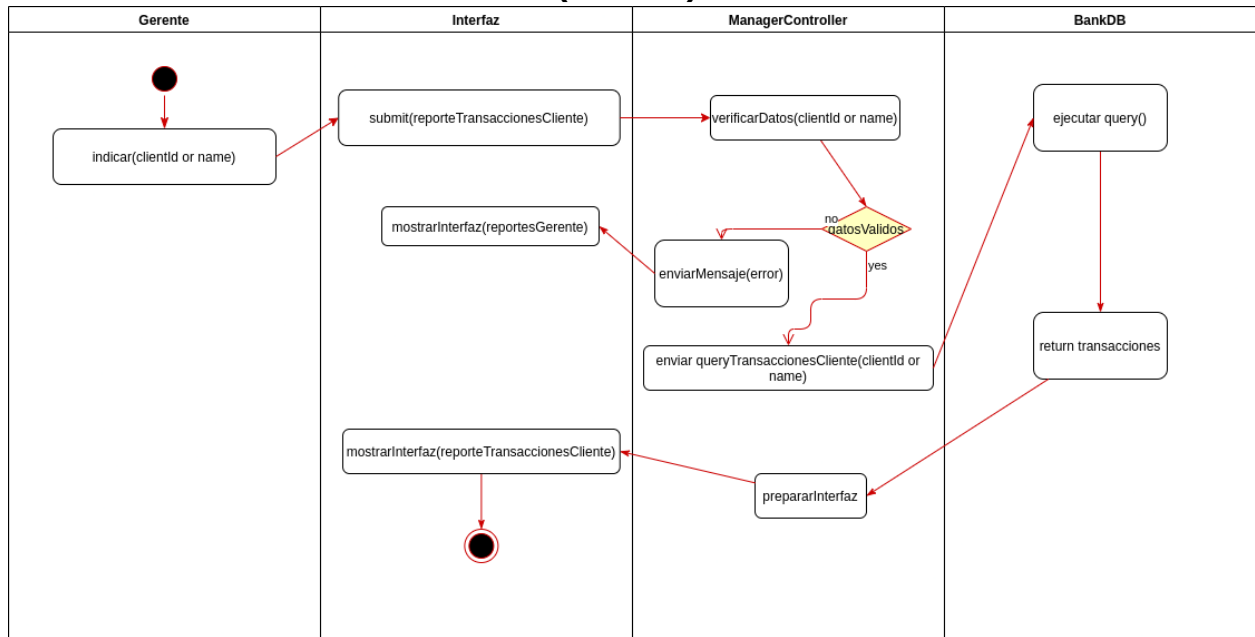 Gerente
Interfaz
ManagerController
BankDB
indicar(clientId or name)
submit(reporteTransaccionesCliente)
verificarDatos(clientId or name)
ejecutar query()
mostrarInterfaz(reportesGerente)
no
datosValidos
yes
enviarMensaje(error)
enviar queryTransaccionesCliente(clientId or
name)
return transacciones
mostrarInterfaz(reporteTransaccionesCliente)
prepararInterfaz